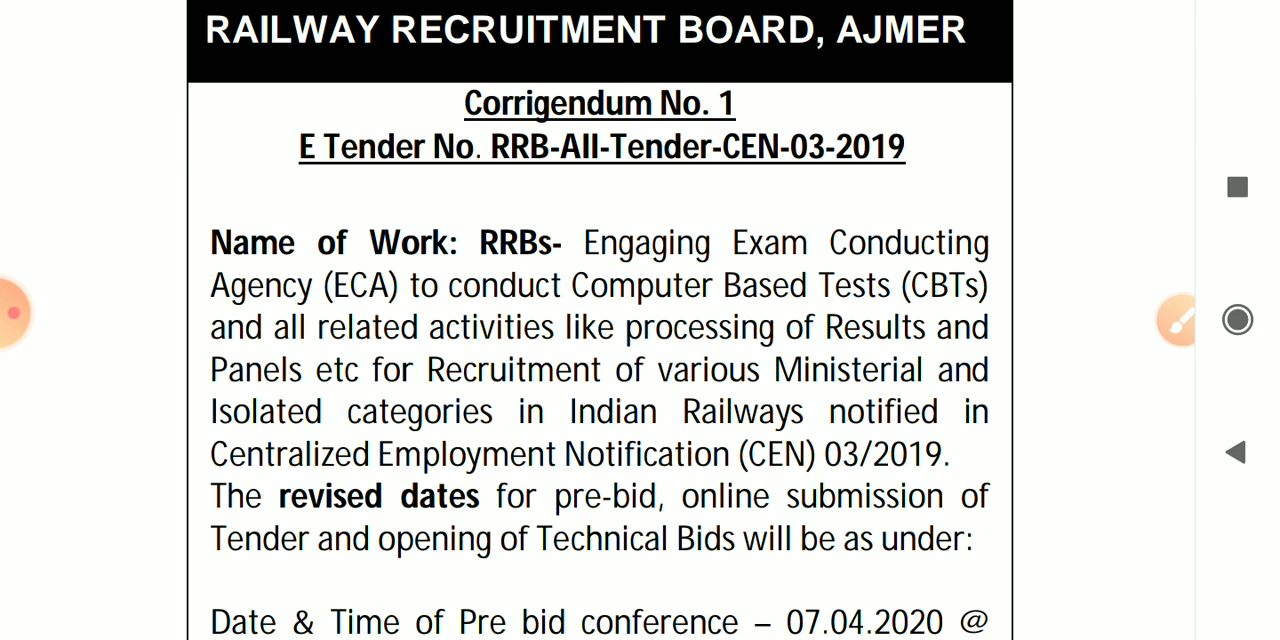 RAILWAY RECRUITMENT BOARD, AJMER
Corrigendum No. 1
E Tender No. RRB-All-Tender-CEN-03-2019
Name of Work: RRBs- Engaging Exam Conducting
Agency (ECA) to conduct Computer Based Tests (CBTs)
and all related activities like processing of Results and
Panels etc for Recruitment of various Ministerial and
Isolated categories in Indian Railways notified in
Centralized Employment Notification (CEN) 03/2019.
The revised dates for pre-bid, online submission of
Tender and opening of Technical Bids will be as under:
Date & Time of Pre bid conference – 07.04.2020 @